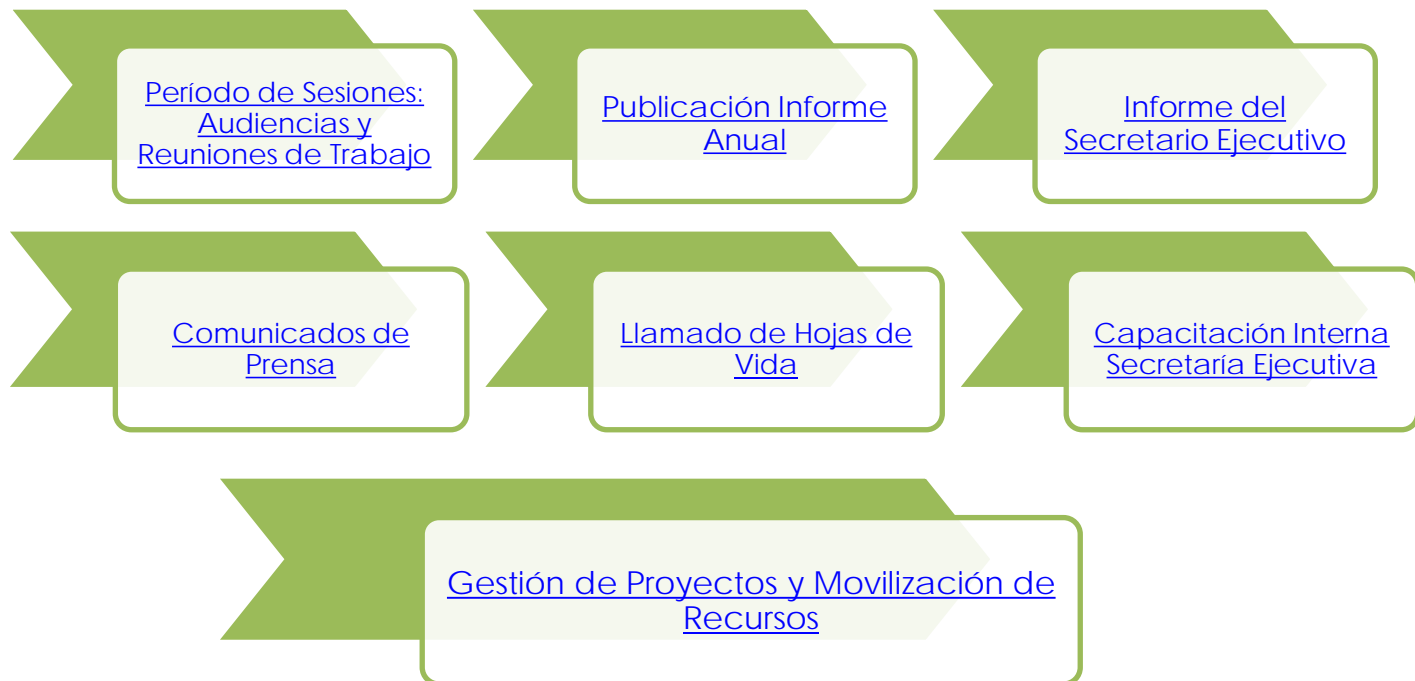 Período de Sesiones:
Audiencias y
Reuniones de Trabajo
Publicación Informe
Anual
Informe del
Secretario Ejecutivo
Comunicados de
Prensa
Llamado de Hojas de
Vida
Capacitación Interna
Secretaría Ejecutiva
Gestión de Proyectos y Movilización de
Recursos